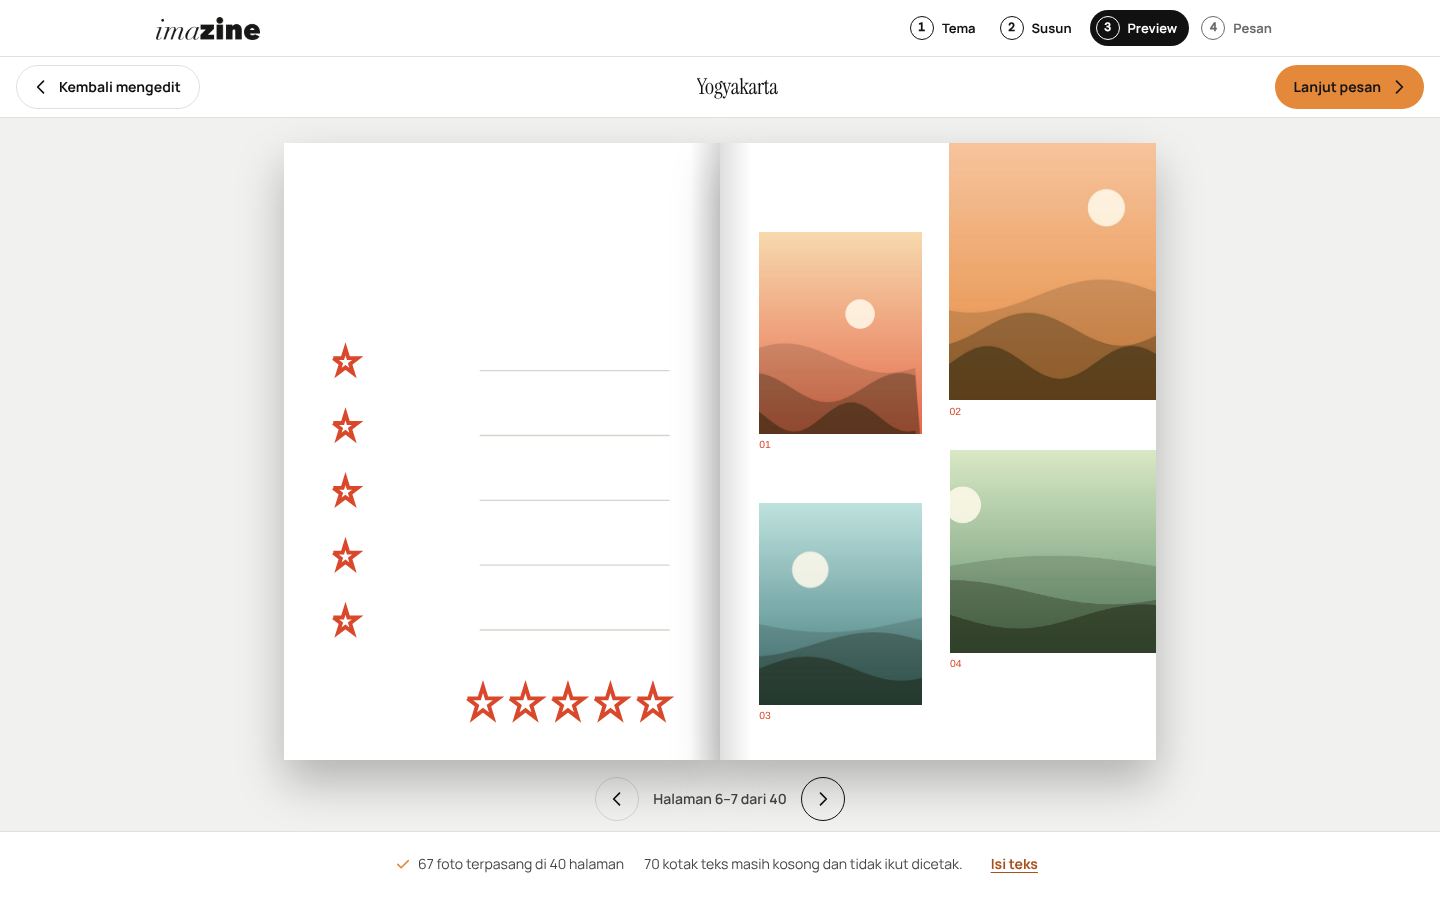 imazine
1 Tema
2 Susun
3 Preview
4 Pesan
Kembali mengedit
Yogyakarta
Lanjut pesan
01
02
03
04
Halaman 6–7 dari 40
67 foto terpasang di 40 halaman
70 kotak teks masih kosong dan tidak ikut dicetak.
Isi teks